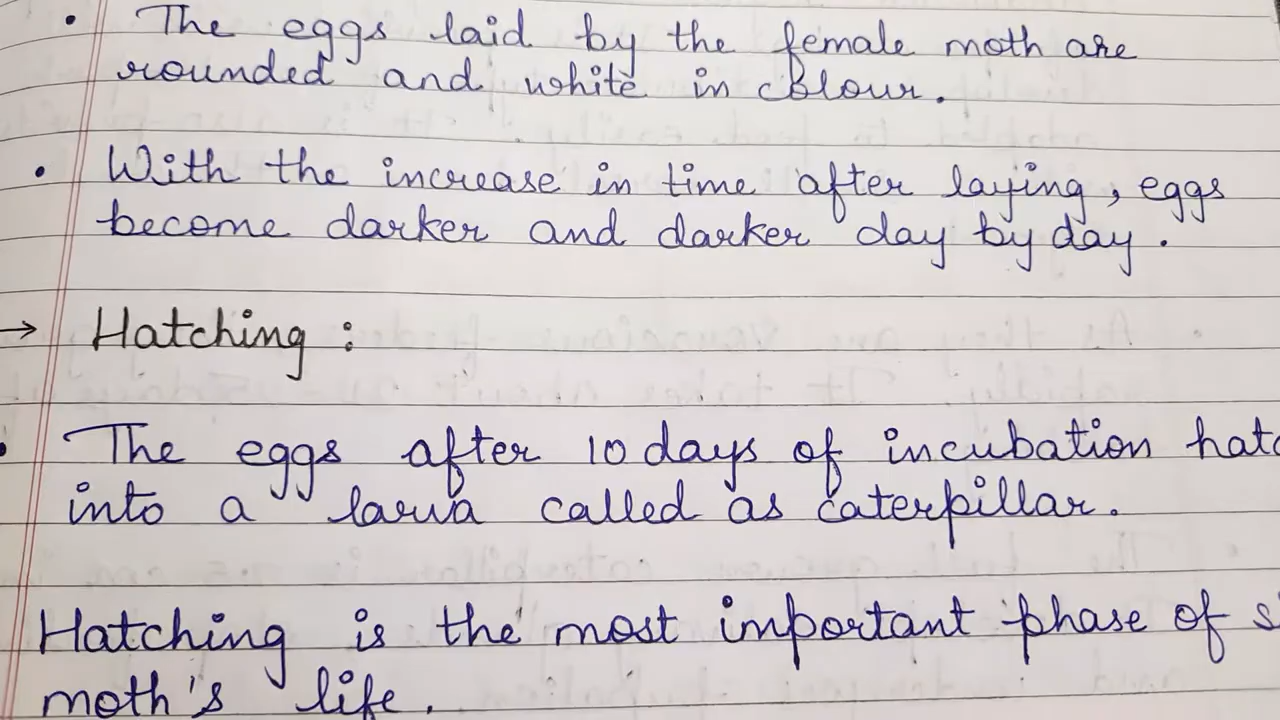 • The eggs laid by the female moth are
rounded and white in colour.
• With the increase in time after laying, eggs
become darker and darker day by day.
→ Hatching :
• The eggs after 10 days of incubation
into a larva called as caterpillar.
Hatching is the most important phase of
moth's life.